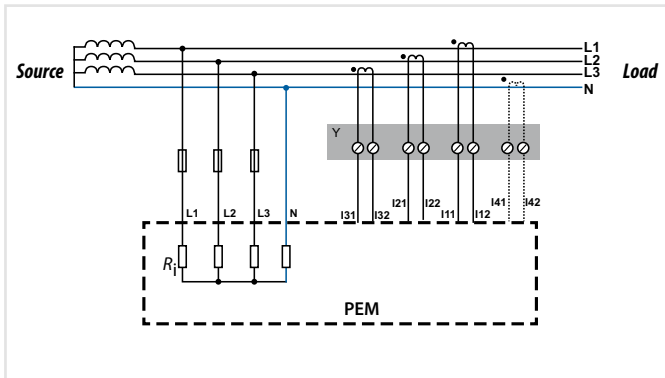 L1
L2
Source L3 Load
N
Y
L1 L2 L3 N I31 I32 I21 I22 I11 I12 I41 I42
Ri
PEM